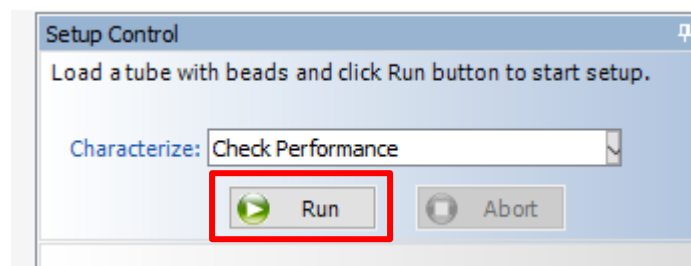 Setup Control
Load a tube with beads and click Run button to start setup.
Characterize: Check Performance
Run Abort